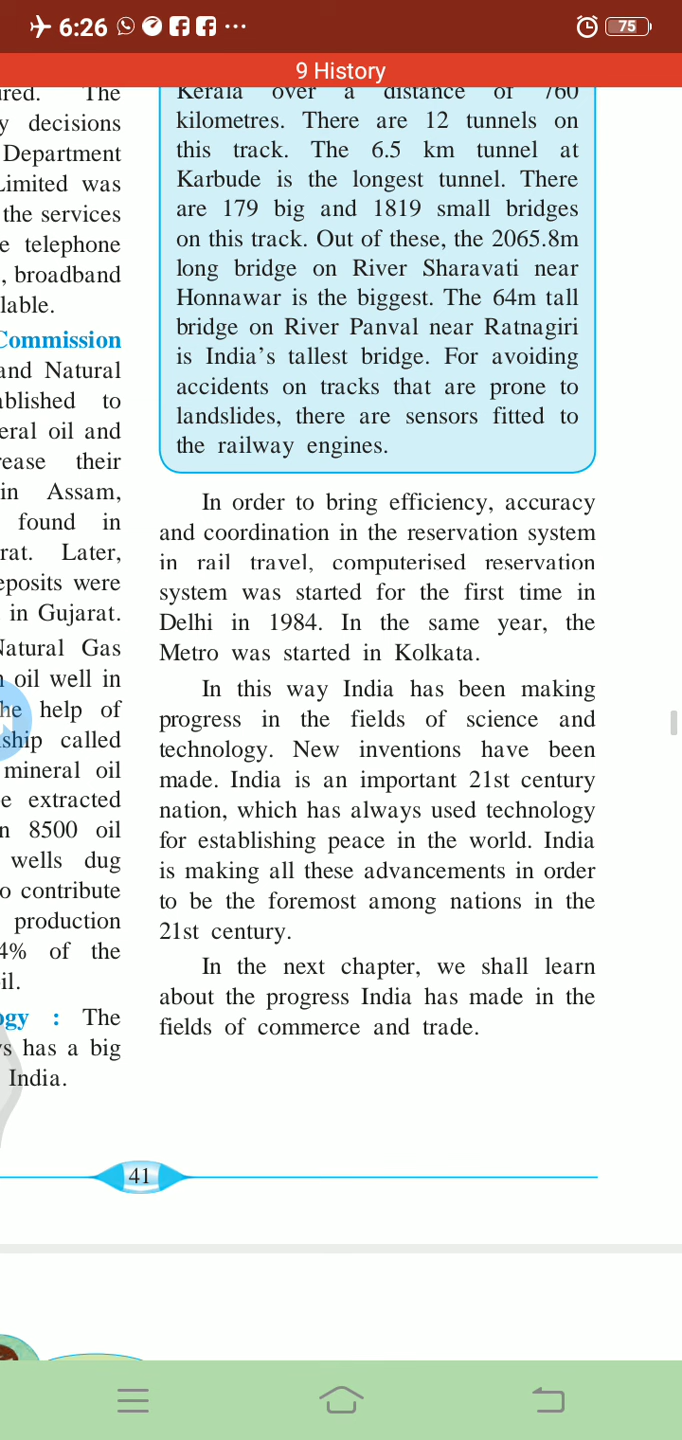 6:26
75
9 History
ured. The
y decisions
Department
Limited was
the services
e telephone
, broadband
lable.
Commission
and Natural
ablished to
eral oil and
rease their
in Assam,
found in
rat. Later,
eposits were
in Gujarat.
Natural Gas
oil well in
he help of
ship called
mineral oil
e extracted
n 8500 oil
wells dug
o contribute
production
4% of the
il.
ogy : The
s has a big
India.
Kerala over a distance of 760
kilometres. There are 12 tunnels on
this track. The 6.5 km tunnel at
Karbude is the longest tunnel. There
are 179 big and 1819 small bridges
on this track. Out of these, the 2065.8m
long bridge on River Sharavati near
Honnawar is the biggest. The 64m tall
bridge on River Panval near Ratnagiri
is India's tallest bridge. For avoiding
accidents on tracks that are prone to
landslides, there are sensors fitted to
the railway engines.
In order to bring efficiency, accuracy
and coordination in the reservation system
in rail travel, computerised reservation
system was started for the first time in
Delhi in 1984. In the same year, the
Metro was started in Kolkata.
In this way India has been making
progress in the fields of science and
technology. New inventions have been
made. India is an important 21st century
nation, which has always used technology
for establishing peace in the world. India
is making all these advancements in order
to be the foremost among nations in the
21st century.
In the next chapter, we shall learn
about the progress India has made in the
fields of commerce and trade.
41